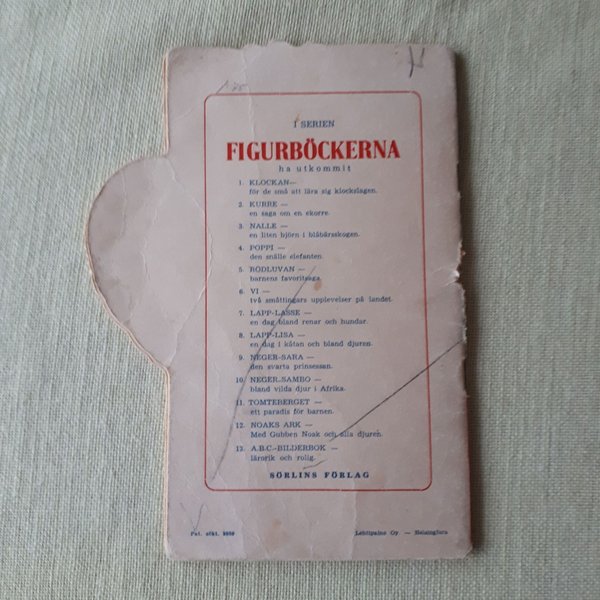 I SERIEN
FIGURBÖCKERNA
ha utkommit
1. KLOCKAN—
för de små att lära sig klockslagen.
2. KURRE —
en saga om en ekorre.
3. NALLE —
en liten björn i blåbärsskogen.
4. POPPI —
den snälle elefanten.
5. RÖDLUVAN —
barnens favoritsaga.
6. VI —
två småttingars upplevelser på landet.
7. LAPP-LASSE —
en dag bland renar och hundar.
8. LAPP-LISA —
en dag i kåtan och bland djuren.
9. NEGER-SARA —
den svarta prinsessan.
10. NEGER-SAMBO —
bland vilda djur i Afrika.
11. TOMTEBERGET —
ett paradis för barnen.
12. NOAKS ARK —
Med Gubben Noak och alla djuren.
13. A.B.C.-BILDERBOK —
lärorik och rolig.
SÖRLINS FÖRLAG
Pat. sökt.
Lehtipaino Oy. — Helsingfors